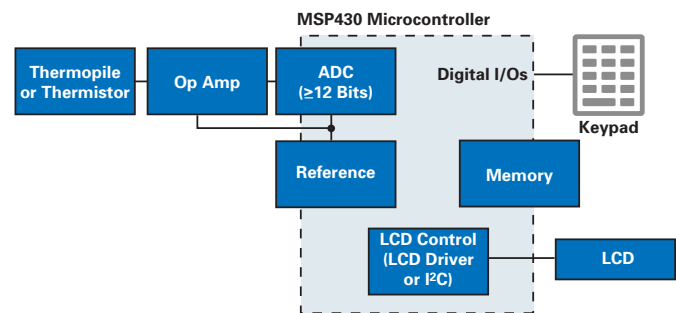 MSP430 Microcontroller
Thermopile
or Thermistor
Op Amp
ADC
(≥12 Bits)
Digital I/Os
Keypad
Reference
Memory
LCD Control
(LCD Driver
or I²C)
LCD